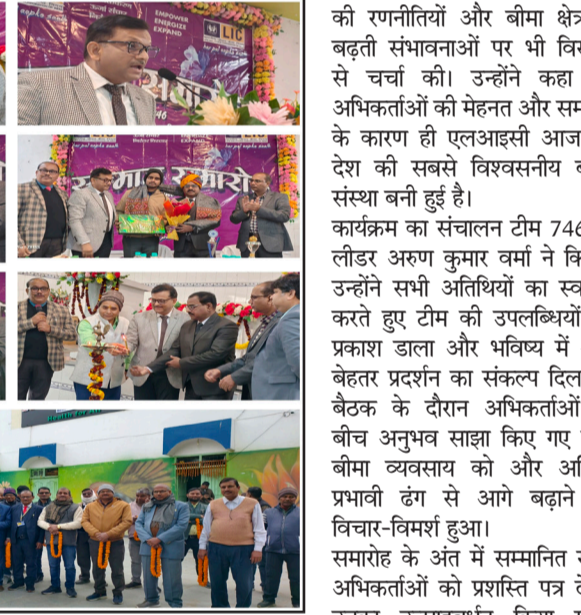 EMPOWER
ENERGIZE
EXPAND
LIC
746
LIC
की रणनीतियों और बीमा
बढ़ती संभावनाओं पर भी
से चर्चा की। उन्होंने कहा
अभिकर्ताओं की मेहनत और
के कारण ही एलआइसी आज
देश की सबसे विश्वसनीय
संस्था बनी हुई है।
कार्यक्रम का संचालन टीम 746
लीडर अरुण कुमार वर्मा ने
उन्होंने सभी अतिथियों का
करते हुए टीम की उपलब्धियों
प्रकाश डाला और भविष्य में
बेहतर प्रदर्शन का संकल्प
बैठक के दौरान अभिकर्ताओं
बीच अनुभव साझा किए गए
बीमा व्यवसाय को और
प्रभावी ढंग से आगे बढ़ाने
विचार-विमर्श हुआ।
समारोह के अंत में सम्मानित
अभिकर्ताओं को प्रशस्ति पत्र